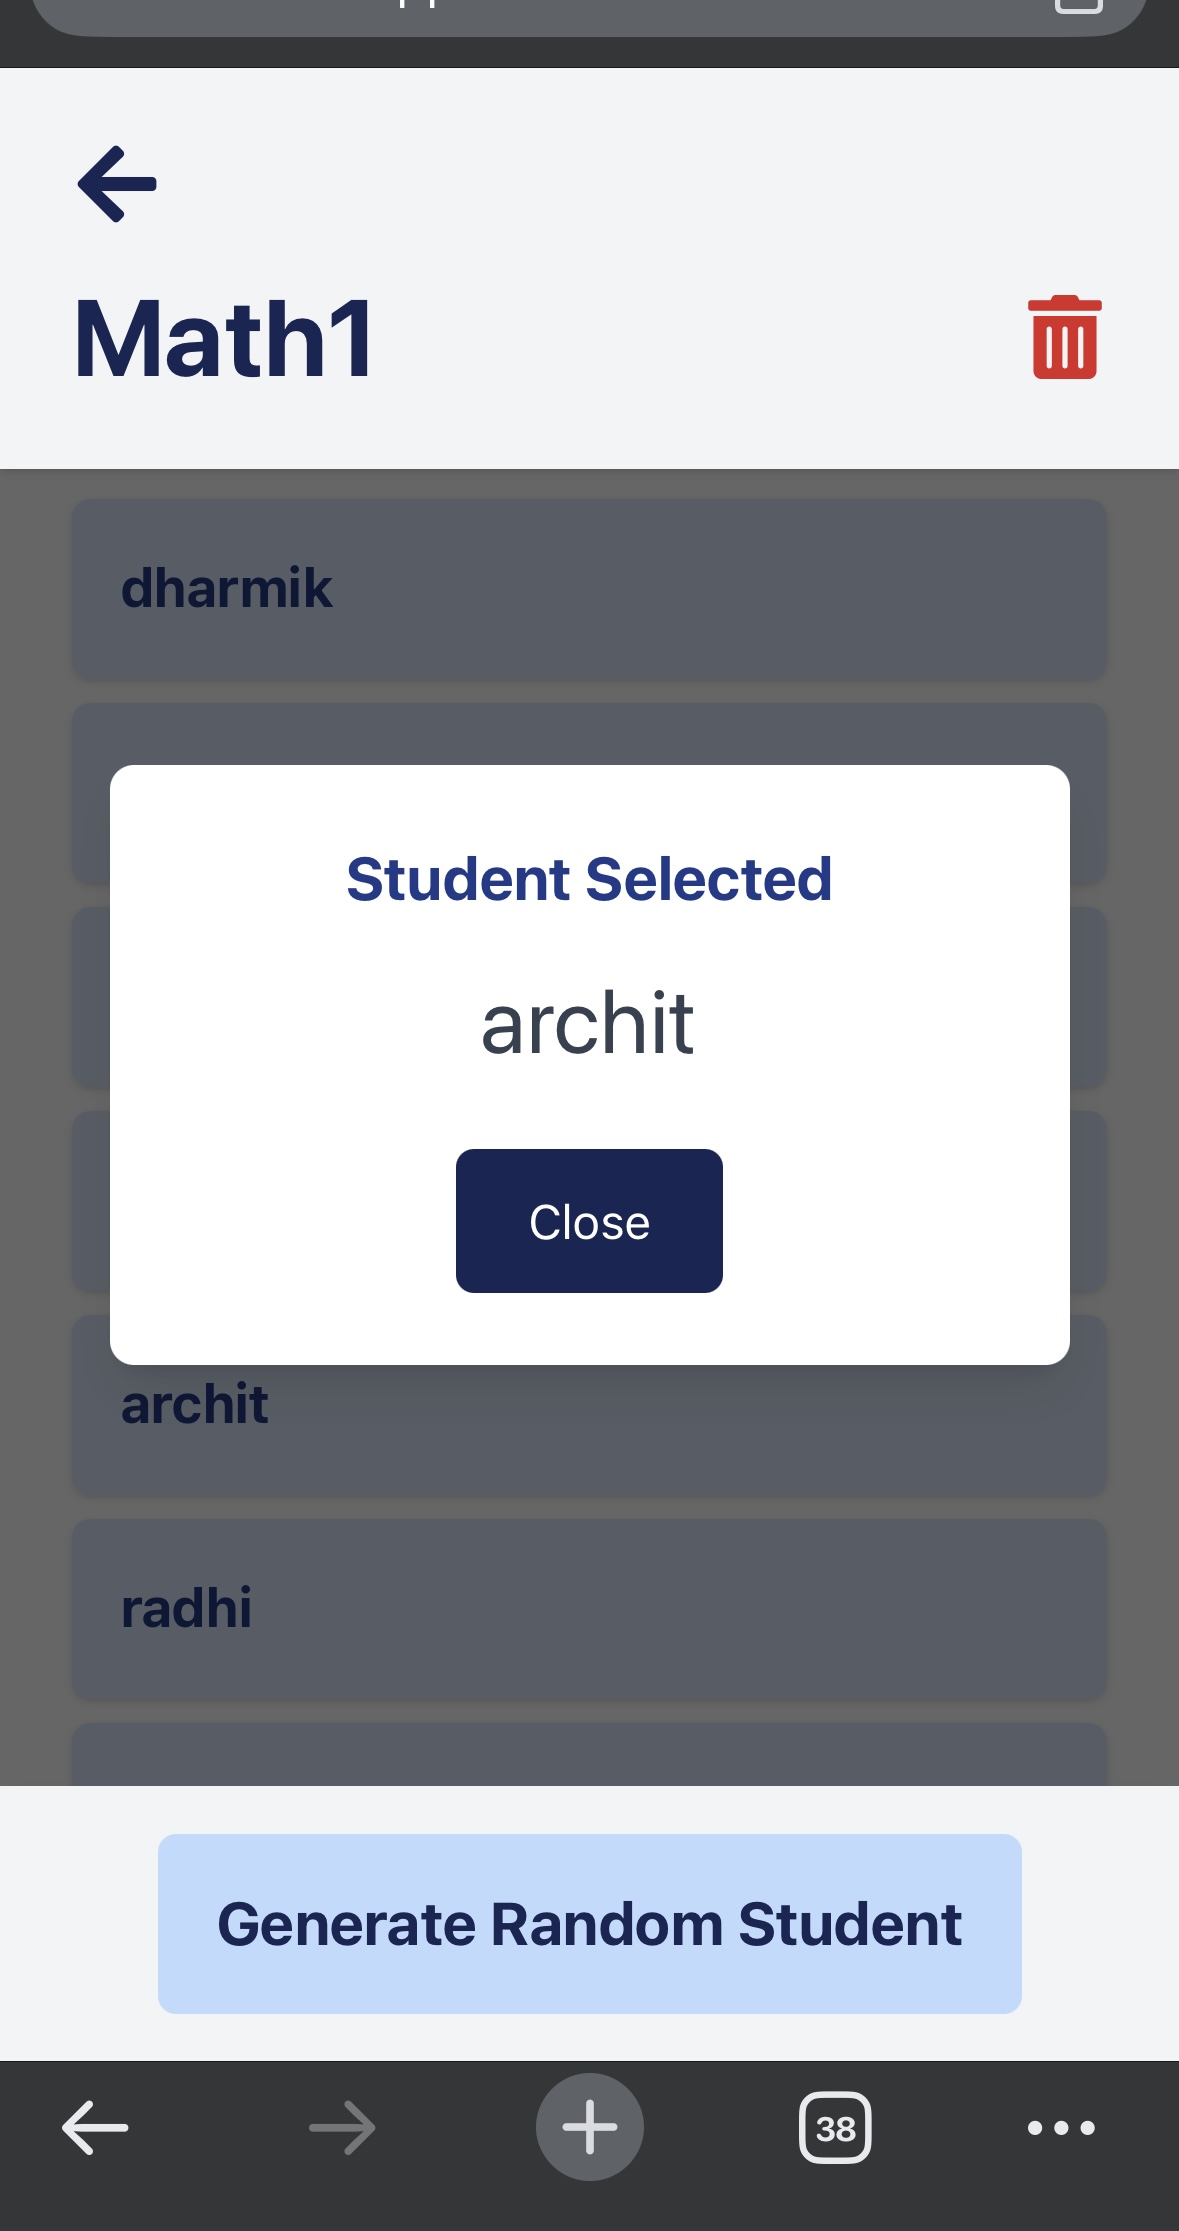 Math1
dharmik
Student Selected
archit
Close
archit
radhi
Generate Random Student
38